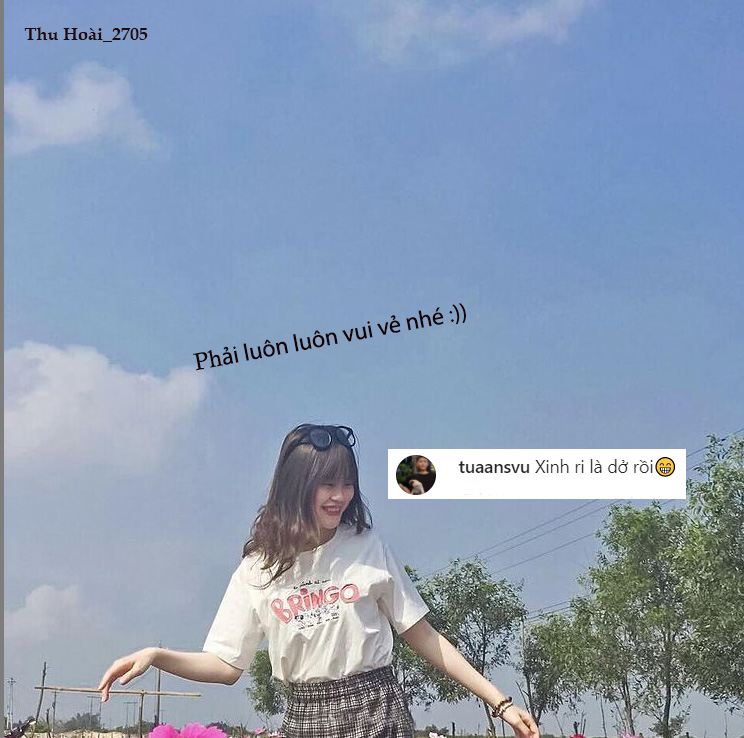 Thu Hoài_2705
Phải luôn luôn vui vẻ nhé :))
tuaansvu Xinh ri là dở rồi😁
BRINGO